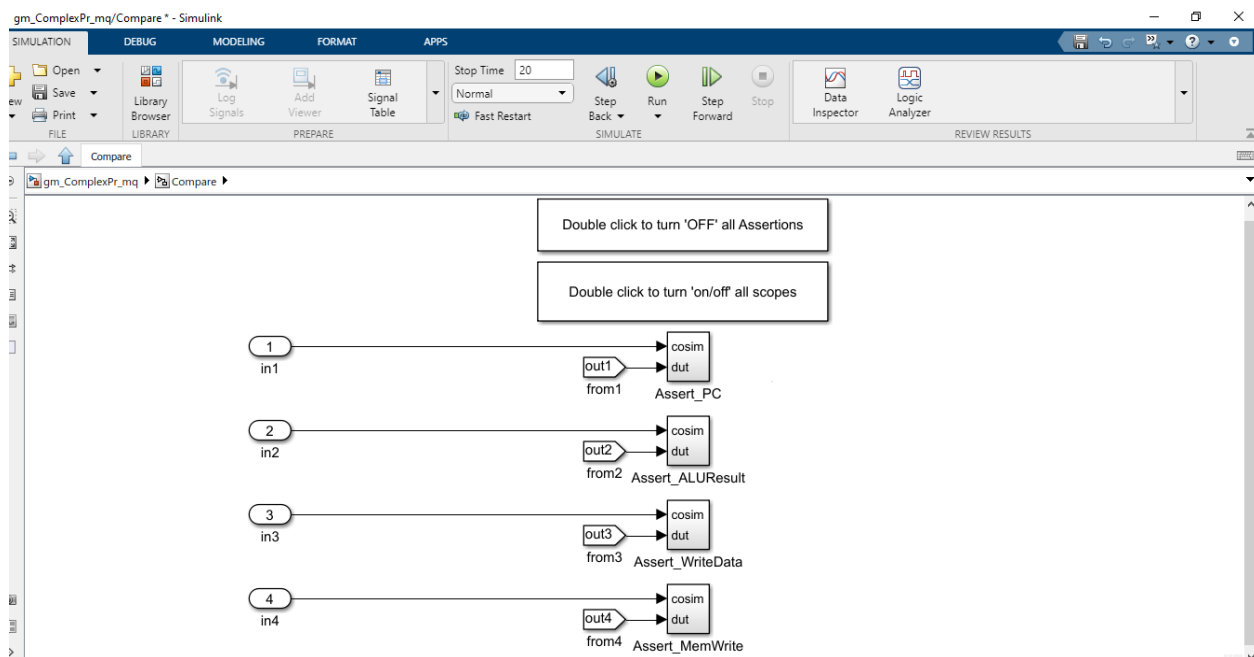 gm_ComplexPr_mq/Compare * - Simulink
SIMULATION DEBUG MODELING FORMAT APPS
Open
Save
Print
FILE
Library
Browser
LIBRARY
Log
Signals
Add
Viewer
Signal
Table
PREPARE
Stop Time 20
Normal
Fast Restart
Step
Back
Run
Step
Forward
Stop
SIMULATE
Data
Inspector
Logic
Analyzer
REVIEW RESULTS
Compare
gm_ComplexPr_mq Compare
Double click to turn 'OFF' all Assertions
Double click to turn 'on/off' all scopes
1
in1
out1
from1
cosim
dut
Assert_PC
2
in2
out2
from2
cosim
dut
Assert_ALUResult
3
in3
out3
from3
cosim
dut
Assert_WriteData
4
in4
out4
from4
cosim
dut
Assert_MemWrite